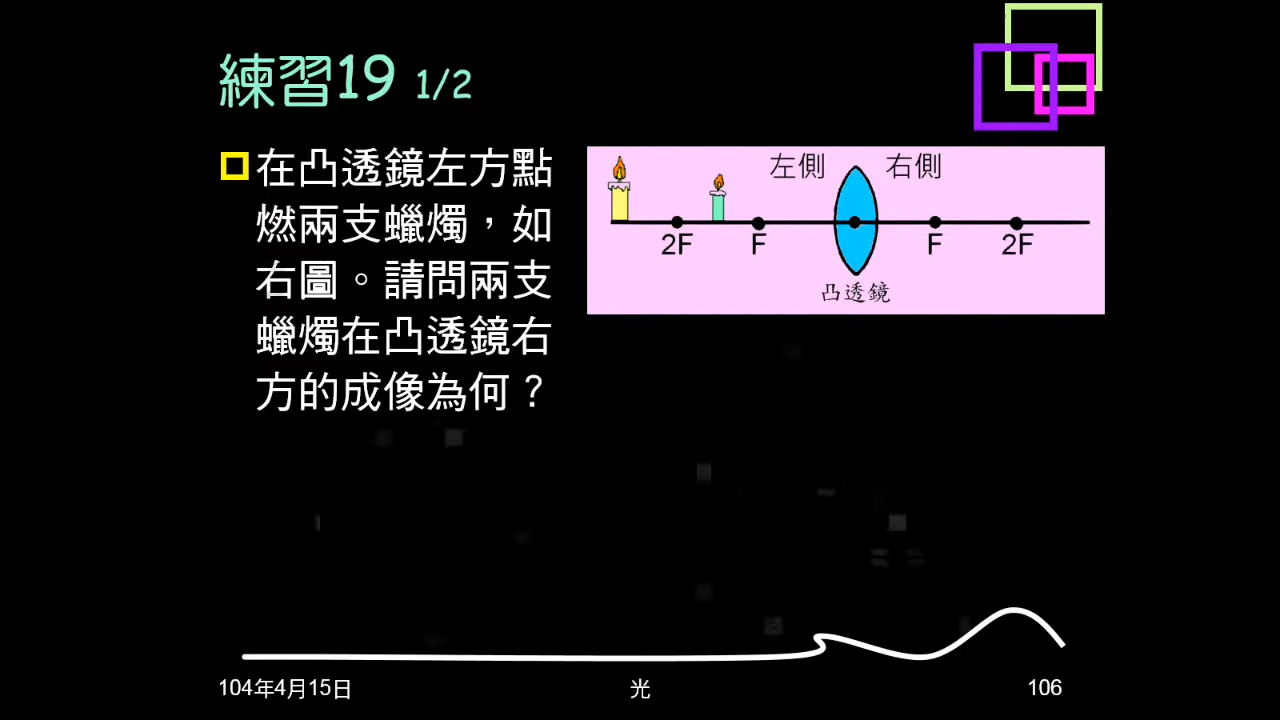 練習19 1/2
在凸透鏡左方點
燃兩支蠟燭,如
右圖。請問兩支
蠟燭在凸透鏡右
方的成像為何?
左側 右側
2F F F 2F
凸透鏡
104年4月15日 光 106